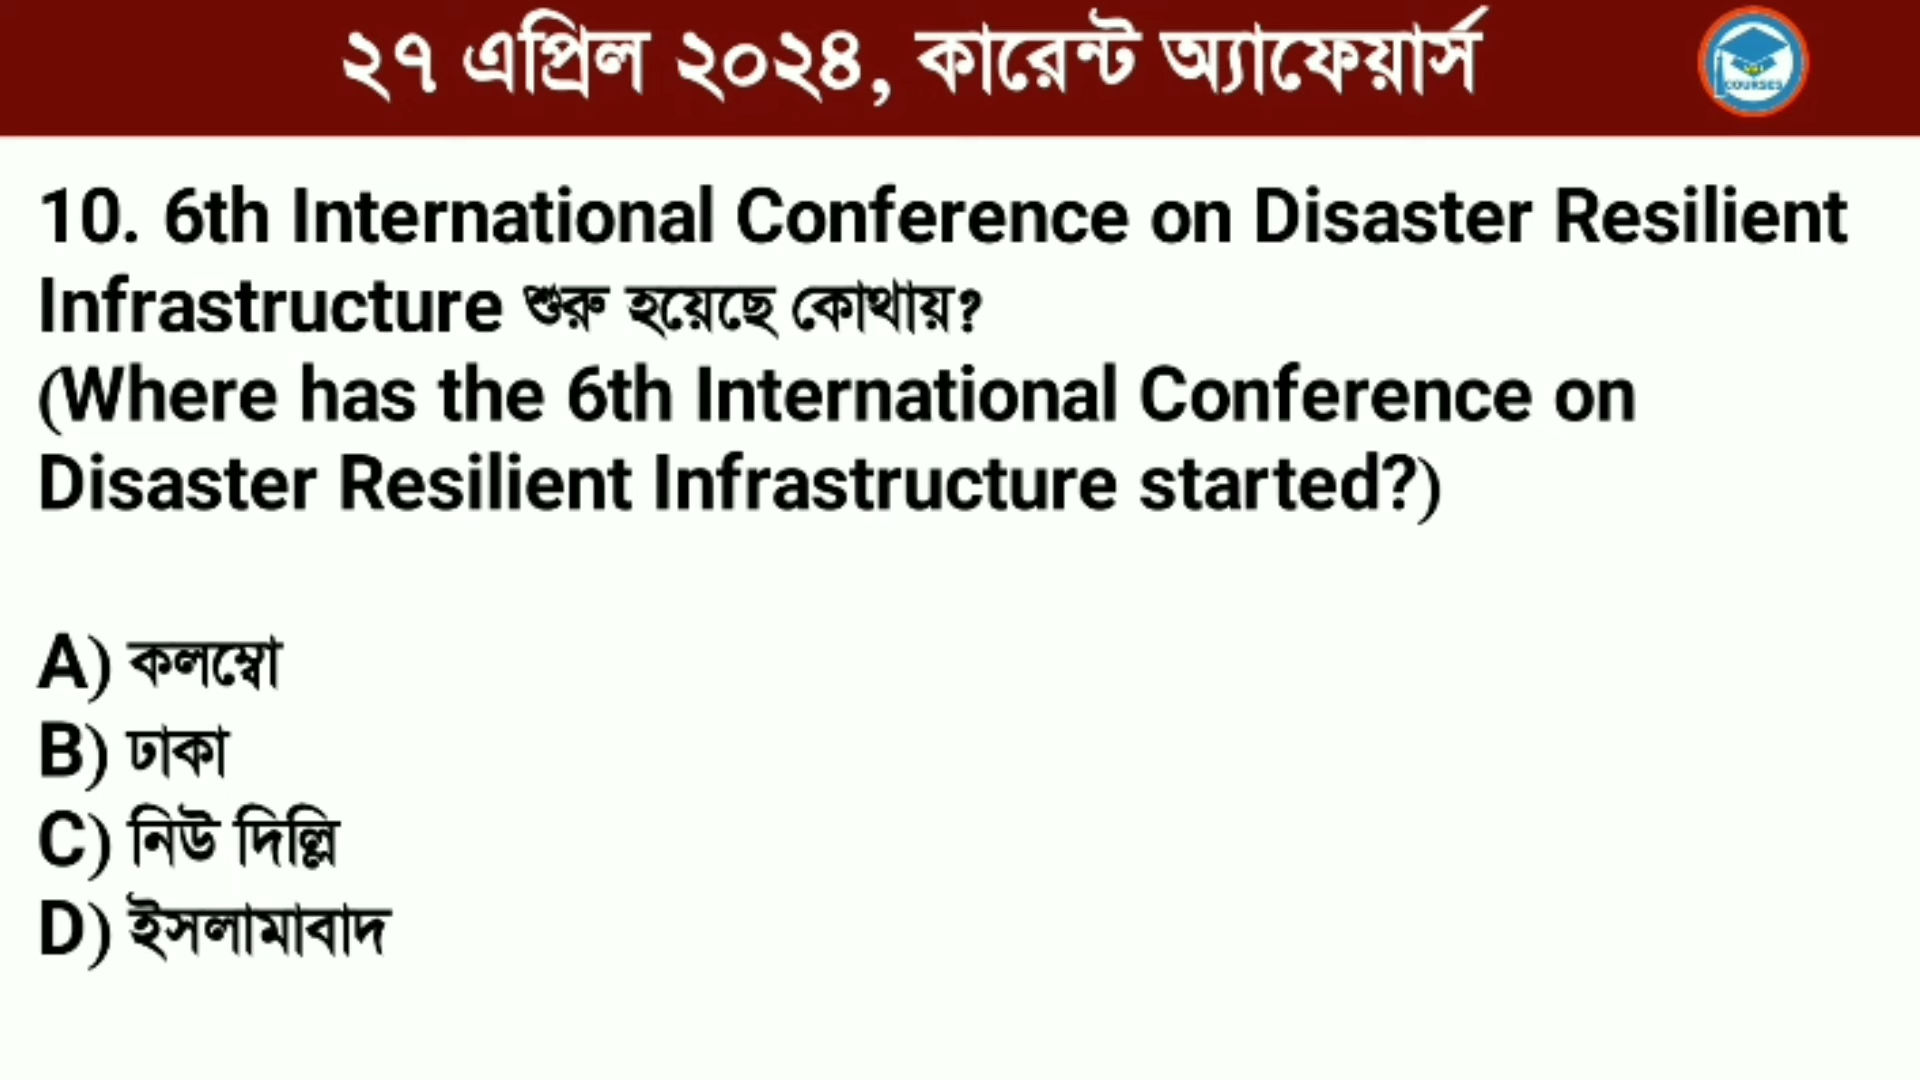 ২৭ এপ্রিল ২০২৪, কারেন্ট অ্যাফেয়ার্স
COURSES
10. 6th International Conference on Disaster Resilient
Infrastructure শুরু হয়েছে কোথায়?
(Where has the 6th International Conference on
Disaster Resilient Infrastructure started?)
A) কলম্বো
B) ঢাকা
C) নিউ দিল্লি
D) ইসলামাবাদ